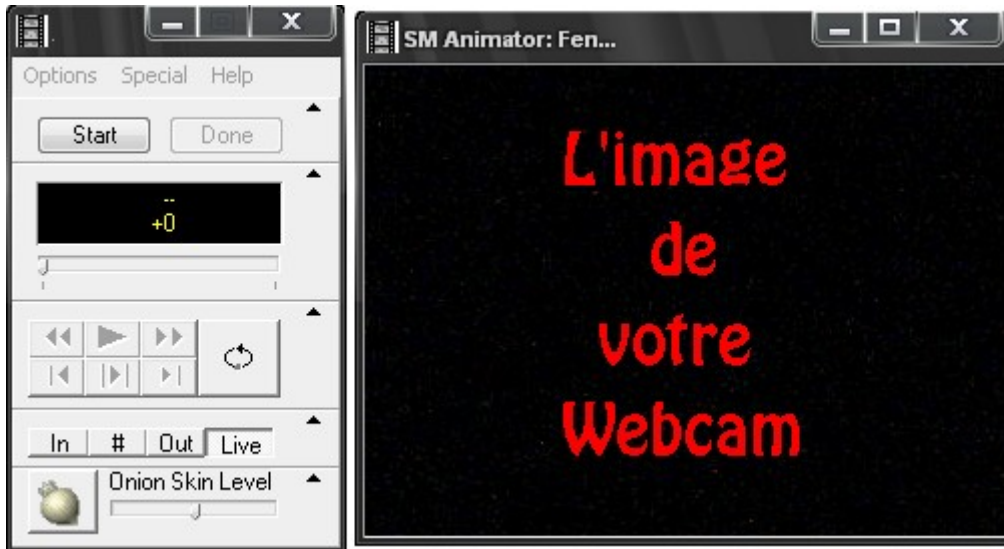 Options Special Help
Start Done
--
+0
In # Out Live
Onion Skin Level
SM Animator: Fen...
L'image
de
votre
Webcam